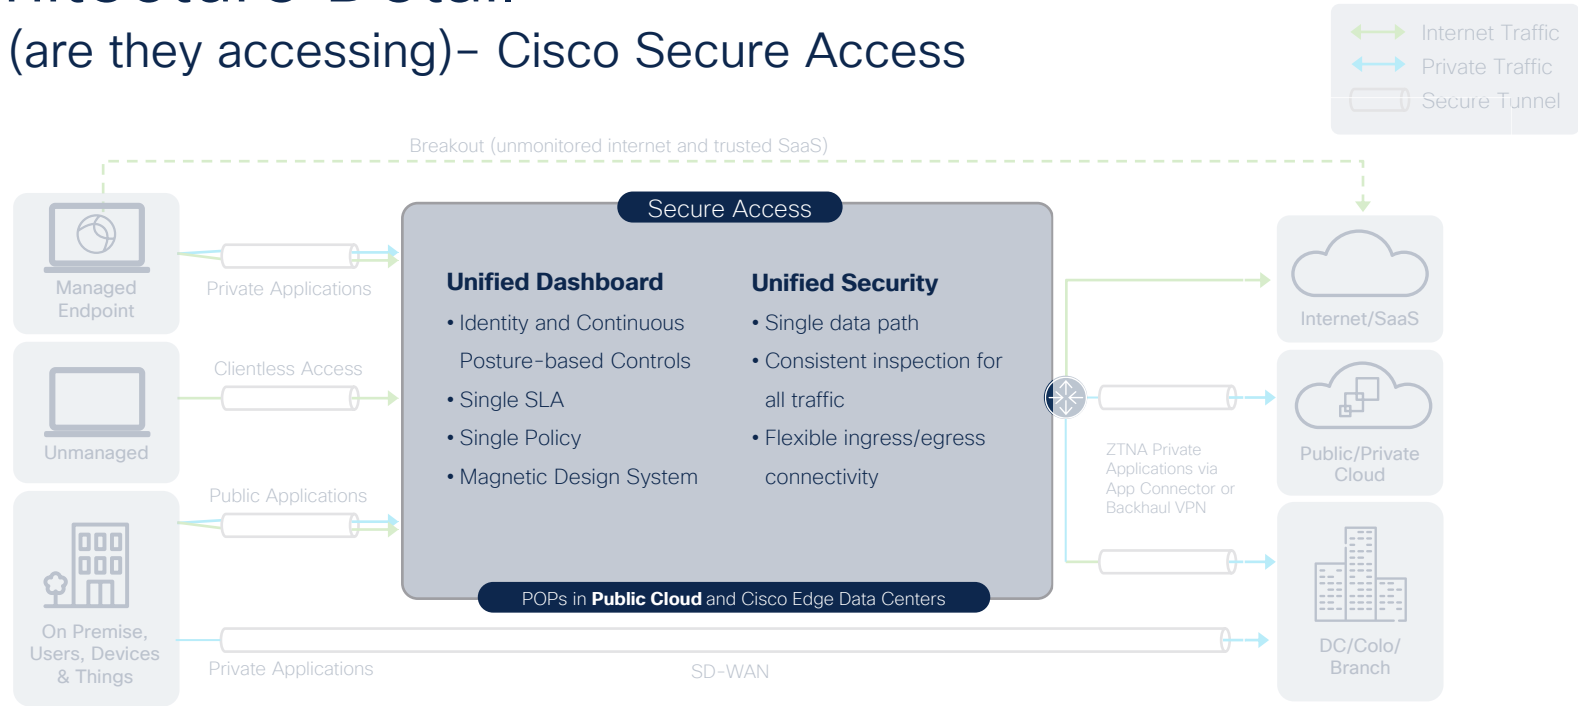 (are they accessing)– Cisco Secure Access
Internet Traffic
Private Traffic
Secure Tunnel
Breakout (unmonitored internet and trusted SaaS)
Managed
Endpoint
Private Applications
Unmanaged
Clientless Access
Public Applications
On Premise,
Users, Devices
& Things
Private Applications
SD-WAN
Secure Access
Unified Dashboard
• Identity and Continuous
Posture-based Controls
• Single SLA
• Single Policy
• Magnetic Design System
Unified Security
• Single data path
• Consistent inspection for
all traffic
• Flexible ingress/egress
connectivity
POPs in Public Cloud and Cisco Edge Data Centers
ZTNA Private
Applications via
App Connector or
Backhaul VPN
Internet/SaaS
Public/Private
Cloud
DC/Colo/
Branch